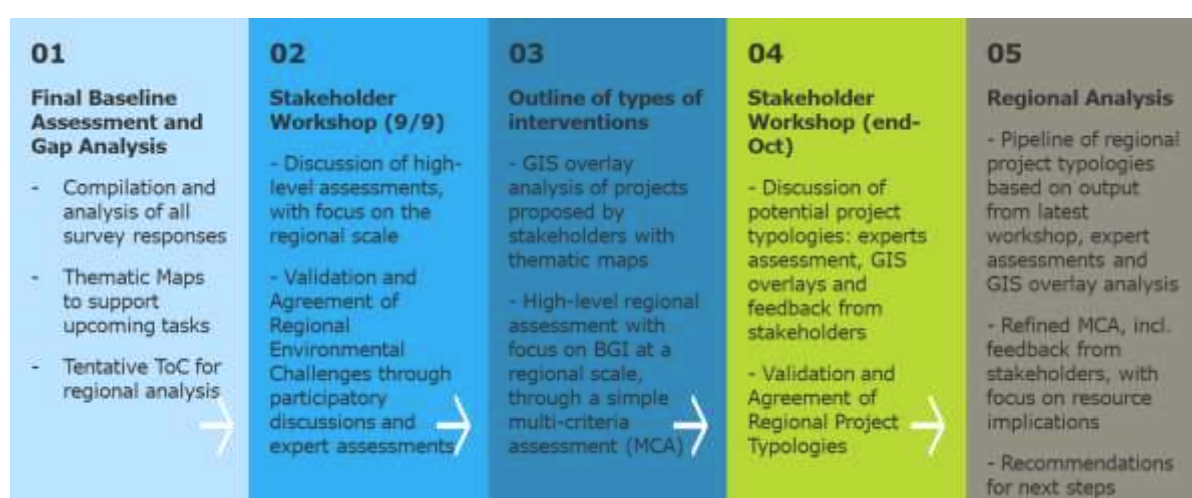 01
Final Baseline
Assessment and
Gap Analysis
- Compilation and
analysis of all
survey responses
- Thematic Maps
to support
upcoming tasks
- Tentative ToC for
regional analysis
02
Stakeholder
Workshop (9/9)
- Discussion of high-
level assessments,
with focus on the
regional scale
- Validation and
Agreement of
Regional
Environmental
Challenges through
participatory
discussions and
expert assessments
03
Outline of types of
interventions
- GIS overlay
analysis of projects
proposed by
stakeholders with
thematic maps
- High-level regional
assessment with
focus on BGI at a
regional scale,
through a simple
multi-criteria
assessment (MCA)
04
Stakeholder
Workshop (end-
Oct)
- Discussion of
potential project
typologies: experts
assessment, GIS
overlays and
feedback from
stakeholders
- Validation and
Agreement of
Regional Project
Typologies
05
Regional Analysis
- Pipeline of regional
project typologies
based on output
from latest
workshop, expert
assessments and
GIS overlay analysis
- Refined MCA, incl.
feedback from
stakeholders, with
focus on resource
implications
- Recommendations
for next steps